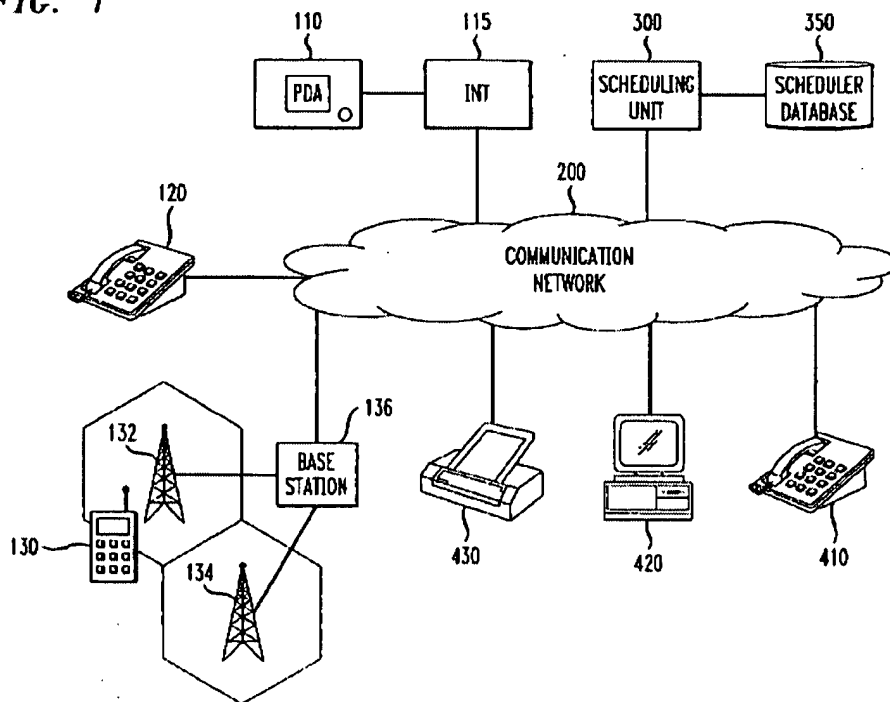 FIG. 1
110
115
300
350
PDA
INT
SCHEDULING
UNIT
SCHEDULER
DATABASE
200
120
COMMUNICATION
NETWORK
132
136
BASE
STATION
130
134
430
420
410